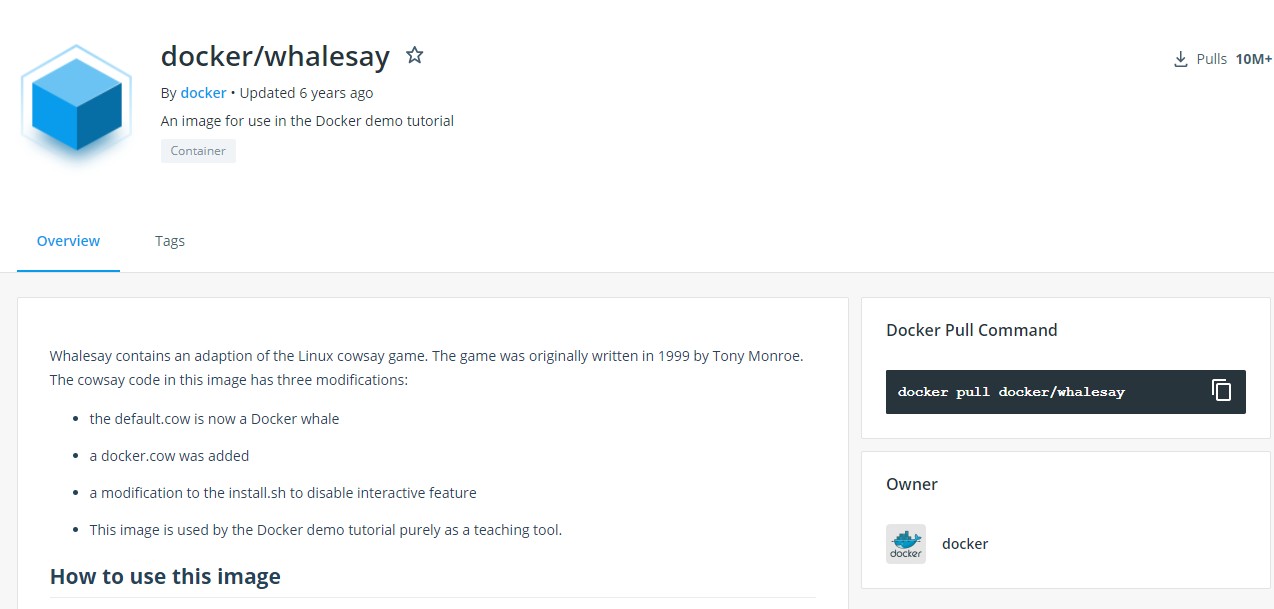 docker/whalesay
Pulls 10M+
By docker • Updated 6 years ago
An image for use in the Docker demo tutorial
Container
Overview
Tags
Whalesay contains an adaption of the Linux cowsay game. The game was originally written in 1999 by Tony Monroe.
The cowsay code in this image has three modifications:
• the default.cow is now a Docker whale
• a docker.cow was added
• a modification to the install.sh to disable interactive feature
• This image is used by the Docker demo tutorial purely as a teaching tool.
How to use this image
Docker Pull Command
docker pull docker/whalesay
Owner
docker
docker